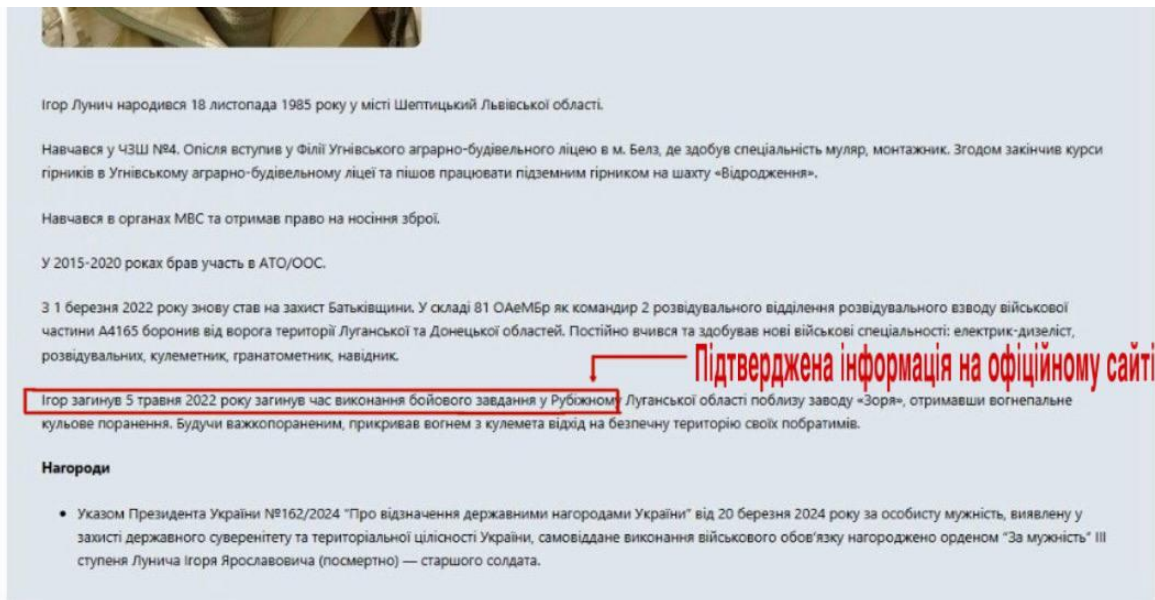 Ігор Лунич народився 18 листопада 1985 року у місті Шептицький Львівської області.
Навчався у ЧЗШ №4. Опісля вступив у Філії Угнівського аграрно-будівельного ліцею в м. Белз, де здобув спеціальність муляр, монтажник. Згодом закінчив курси
гірників в Угнівському аграрно-будівельному ліцеї та пішов працювати підземним гірником на шахту «Відродження».
Навчався в органах МВС та отримав право на носіння зброї.
У 2015-2020 роках брав участь в АТО/ООС.
З 1 березня 2022 року знову став на захист Батьківщини. У складі 81 ОАеМБр як командир 2 розвідувального відділення розвідувального взводу військової
частини А4165 боронив від ворога території Луганської та Донецької областей. Постійно вчився та здобував нові військові спеціальності: електрик-дизеліст,
розвідувальних, кулеметник, гранатометник, навідник.
Підтверджена інформація на офіційному сайті
Ігор загинув 5 травня 2022 року загинув час виконання бойового завдання у Рубіжному Луганської області поблизу заводу «Зоря», отримавши вогнепальне
кульове поранення. Будучи важкопораненим, прикривав вогнем з кулемета відхід на безпечну територію своїх побратимів.
Нагороди
• Указом Президента України №162/2024 "Про відзначення державними нагородами України" від 20 березня 2024 року за особисту мужність, виявлену у
захисті державного суверенітету та територіальної цілісності України, самовіддане виконання військового обов'язку нагороджено орденом "За мужність" ІІІ
ступеня Лунича Ігоря Ярославовича (посмертно) — старшого солдата.